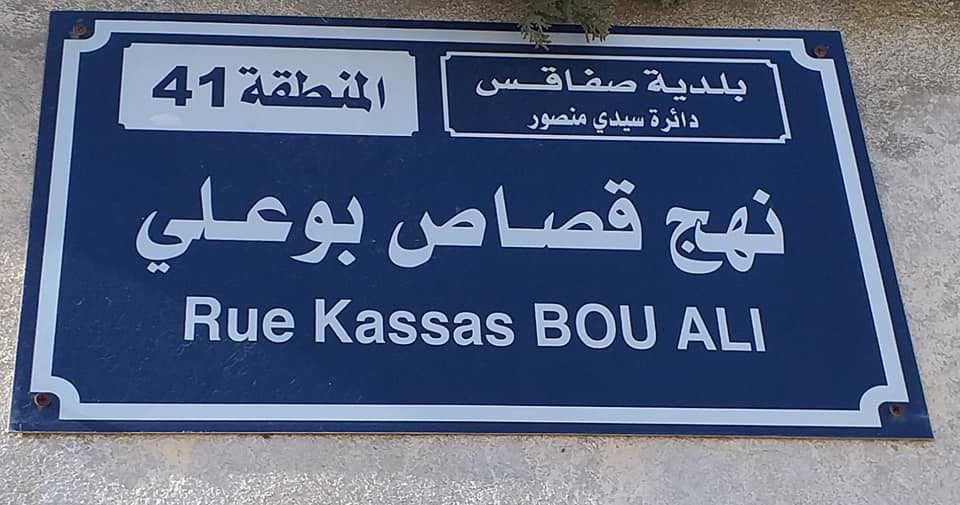 بلدية صفاقس
دائرة سيدي منصور
المنطقة 41
نهج قصاص بوعلي
Rue Kassas BOU ALI